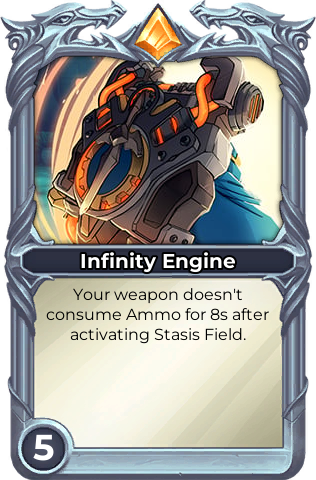 Infinity Engine
Your weapon doesn't
consume Ammo for 8s after
activating Stasis Field.
5